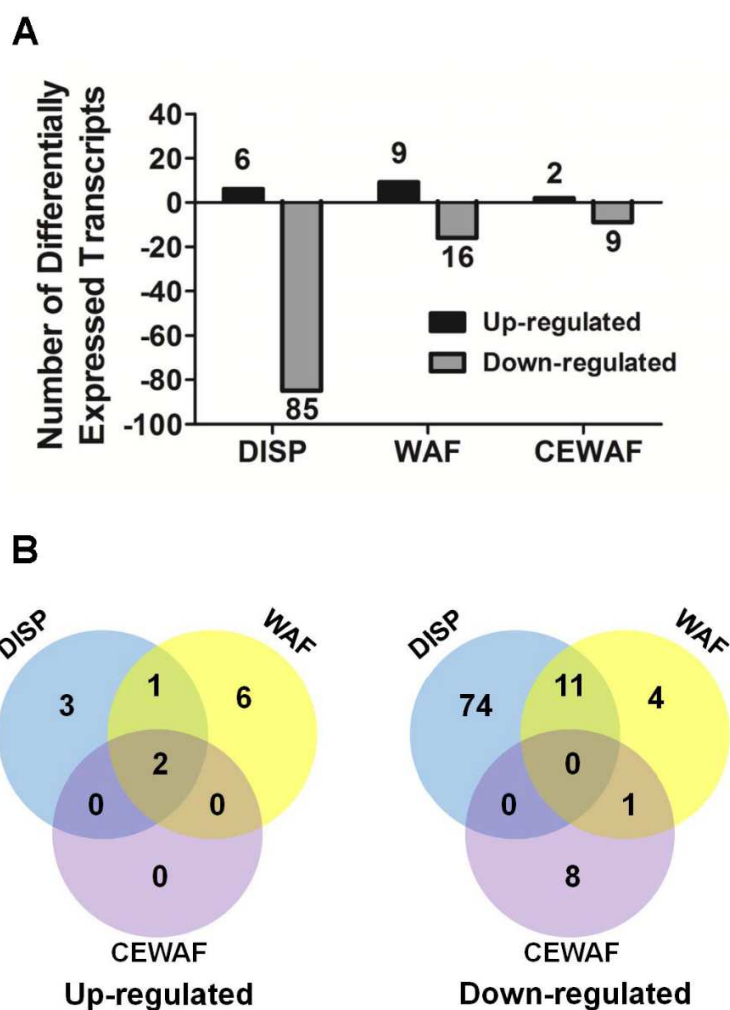 A
Number of Differentially
Expressed Transcripts
40
20
0
-20
-40
-60
-80
-100
6
85
9
16
2
9
Up-regulated
Down-regulated
DISP
WAF
CEWAF
B
DISP
WAF
3
1
6
2
0
0
0
CEWAF
Up-regulated
DISP
WAF
74
11
4
0
0
1
8
CEWAF
Down-regulated